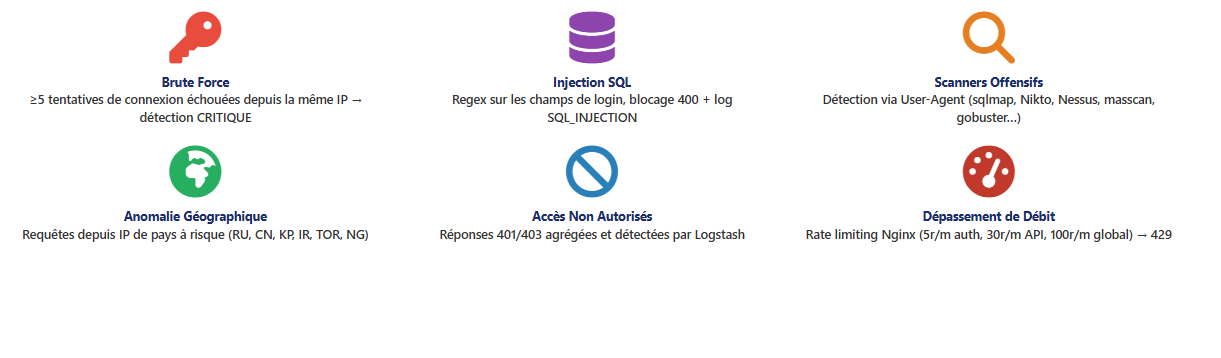 Brute Force
≥5 tentatives de connexion échouées depuis la même IP →
détection CRITIQUE
Injection SQL
Regex sur les champs de login, blocage 400 + log
SQL_INJECTION
Scanners Offensifs
Détection via User-Agent (sqlmap, Nikto, Nessus, masscan,
gobuster...)
Anomalie Géographique
Requêtes depuis IP de pays à risque (RU, CN, KP, IR, TOR, NG)
Accès Non Autorisés
Réponses 401/403 agrégées et détectées par Logstash
Dépassement de Débit
Rate limiting Nginx (5r/m auth, 30r/m API, 100r/m global) → 429